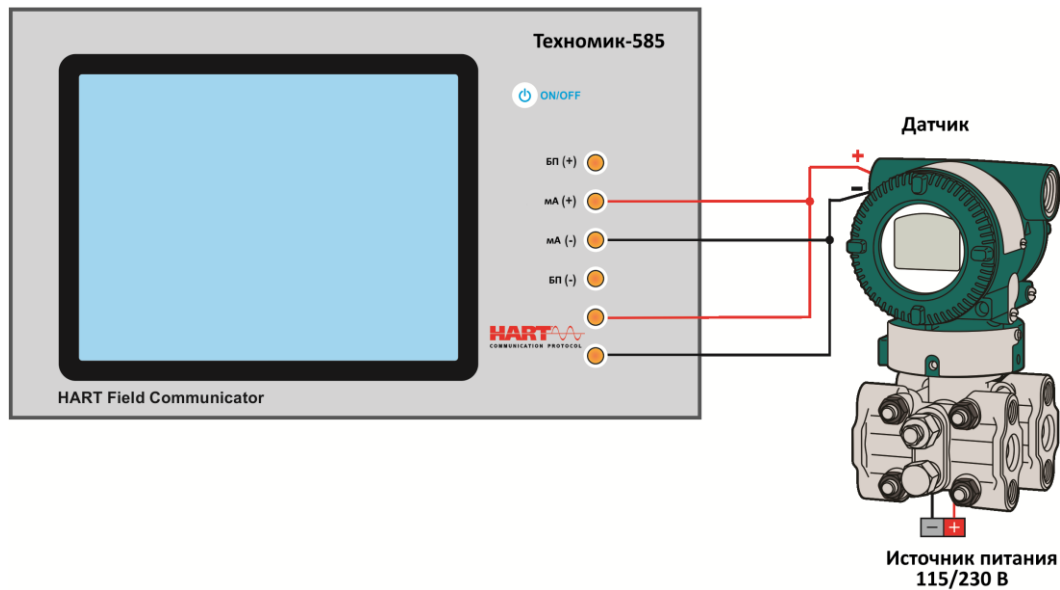 Техномик-585
ON/OFF
Датчик
БП (+)
+
мА (+)
−
мА (-)
БП (-)
HART
COMMUNICATION PROTOCOL
HART Field Communicator
− +
Источник питания
115/230 В